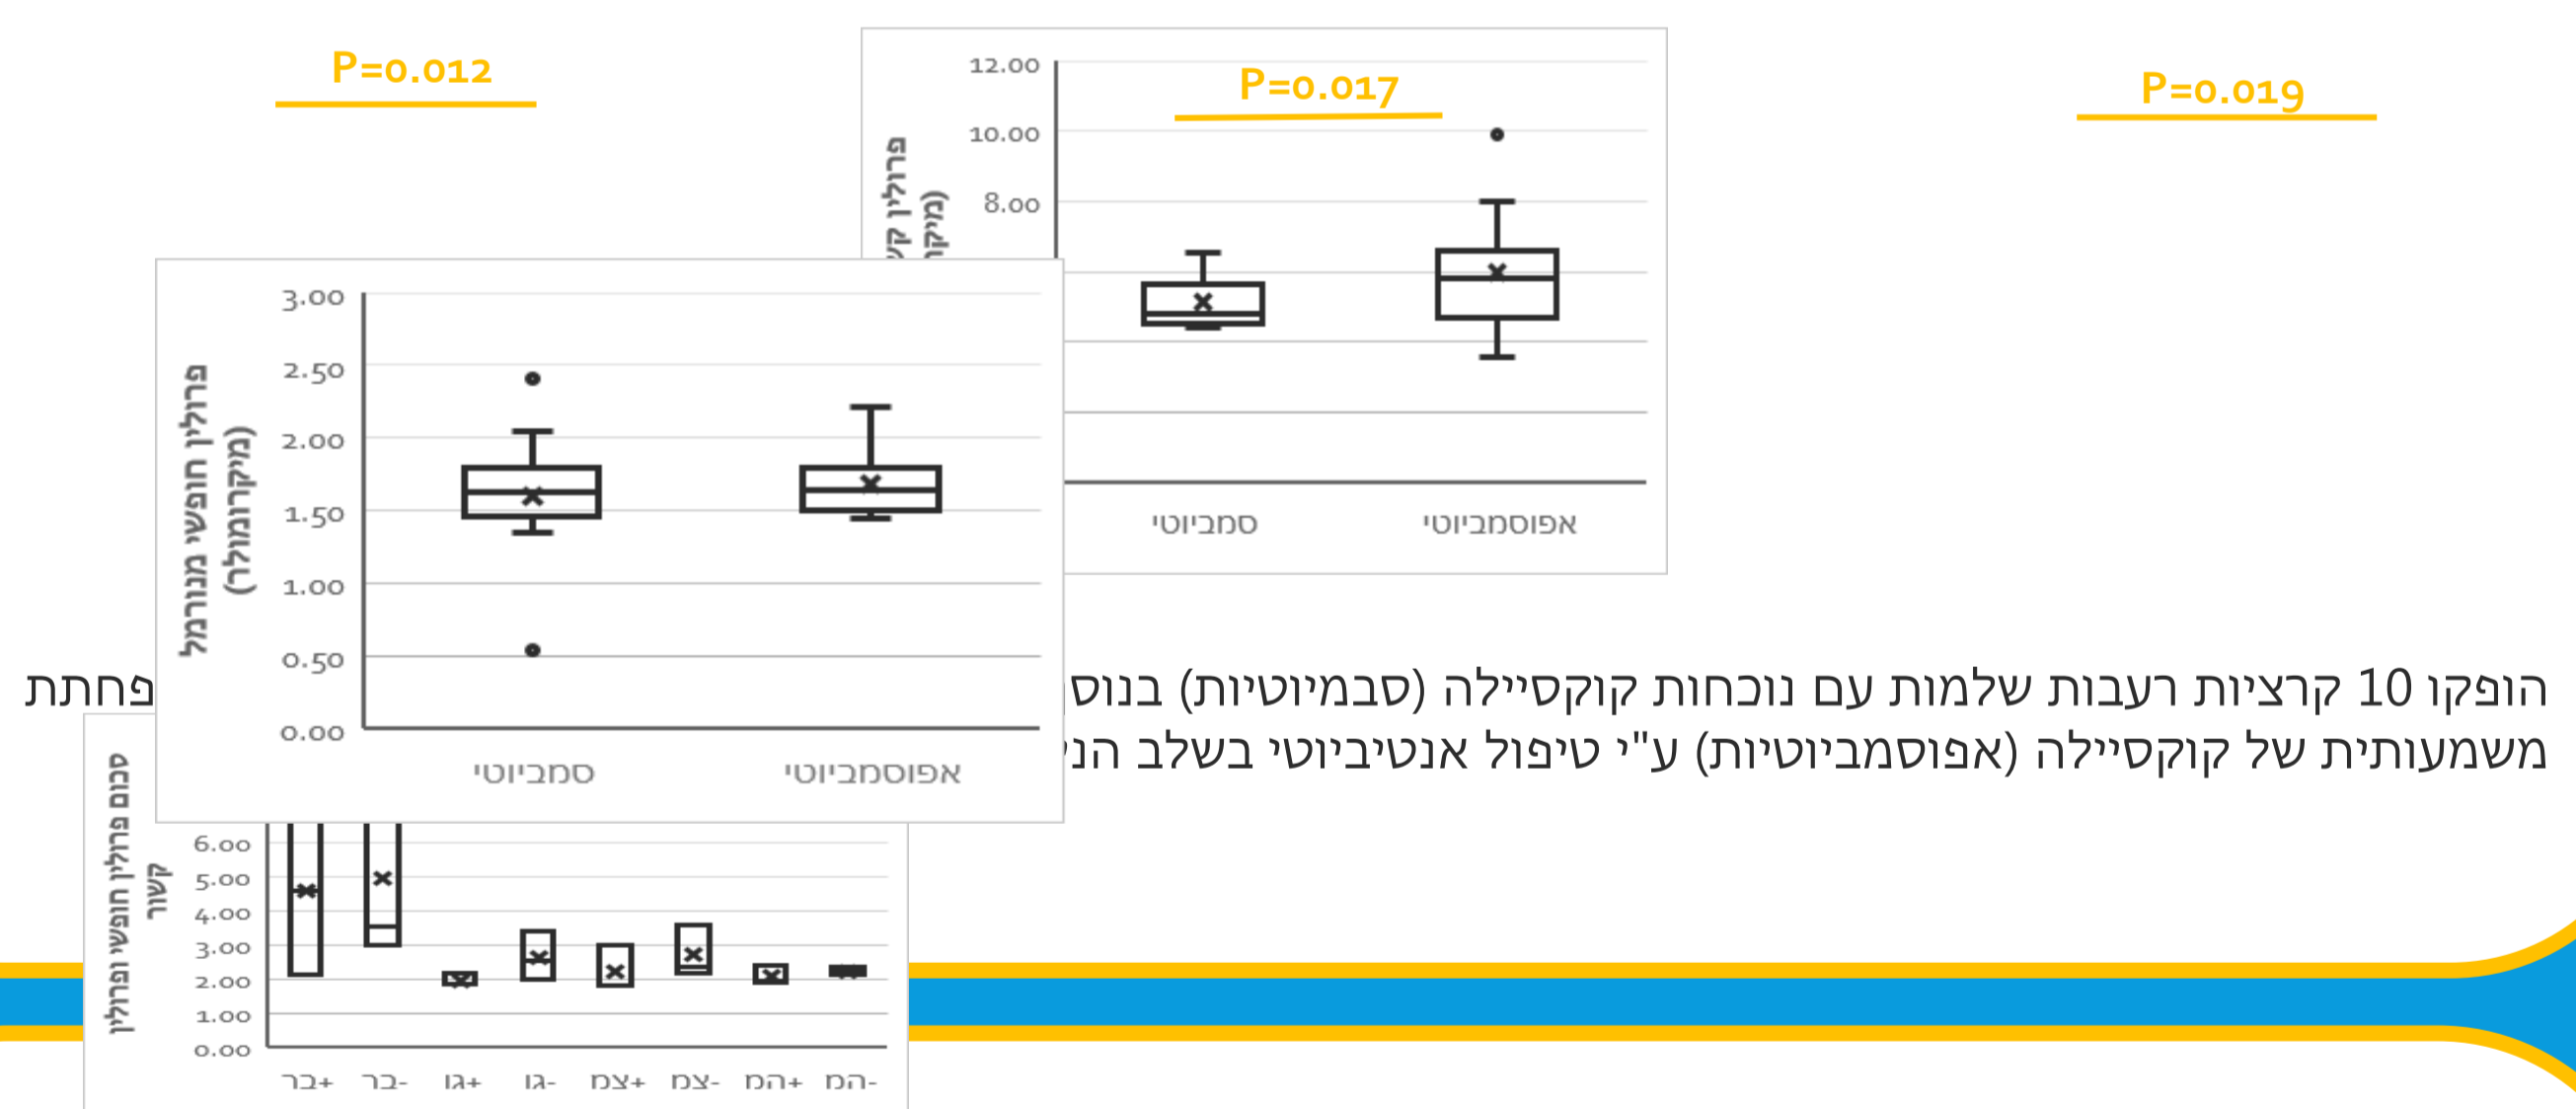 P=0.012
P=0.017
P=0.019
12.00
10.00
8.00
פרולין
סמביוטי
אפוסמביוטי
3.00
2.50
2.00
1.50
1.00
0.50
0.00
פרולין חופשי מנורמל
(מיקרומולר)
סמביוטי
אפוסמביוטי
הופקו 10 קרציות רעבות שלמות עם נוכחות קוקסיילה (סבמיוטיות)
משמעותית של קוקסיילה (אפוסמביוטיות) ע"י טיפול אנטיביוטי בשלב
סכום פרולין חופשי ופרולין
קשור
6.00
5.00
4.00
3.00
2.00
1.00
0.00
בר+
בר-
גו+
גו-
צמ+
צמ-
המ+
המ-